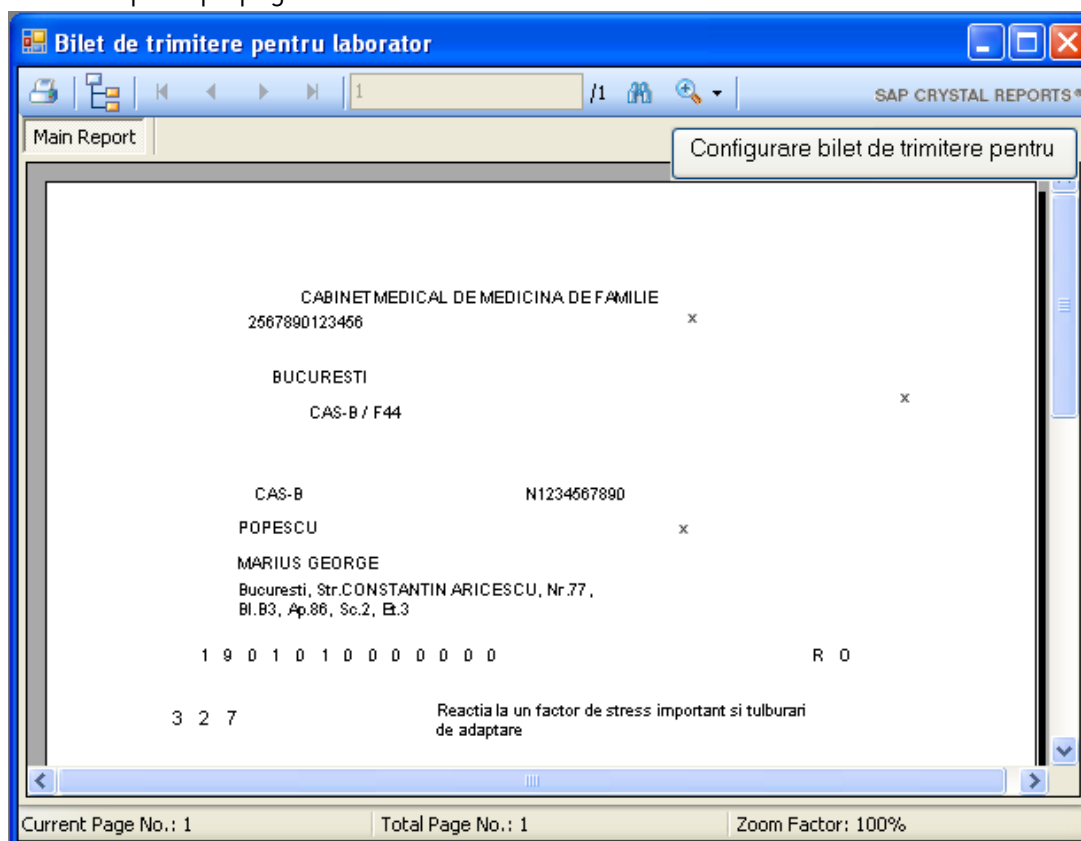 Bilet de trimitere pentru laborator
1 /1 SAP CRYSTAL REPORTS®
Main Report
Configurare bilet de trimitere pentru
CABINET MEDICAL DE MEDICINA DE FAMILIE
2567890123456 x
BUCURESTI
x
CAS-B / F44
CAS-B N1234567890
POPESCU x
MARIUS GEORGE
Bucuresti, Str.CONSTANTIN ARICESCU, Nr.77,
Bl.B3, Ap.86, Sc.2, Et.3
1 9 0 1 0 1 0 0 0 0 0 0 0 R O
3 2 7 Reactia la un factor de stress important si tulburari
de adaptare
Current Page No.: 1 Total Page No.: 1 Zoom Factor: 100%